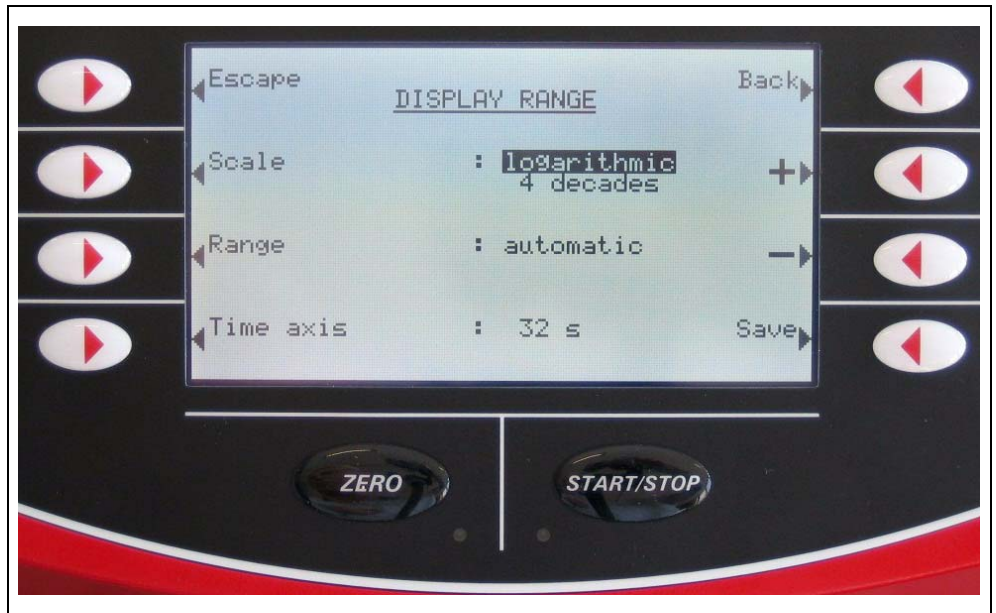 Escape
Back
DISPLAY RANGE
Scale : logarithmic
4 decades
+
Range : automatic
−
Time axis : 32 s
Save
ZERO
START/STOP